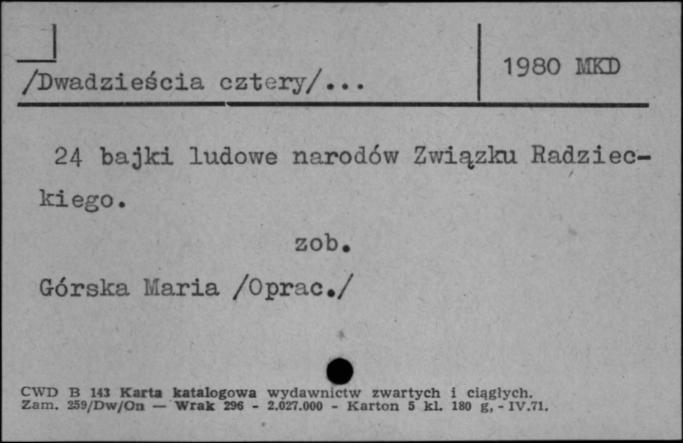 /Dwadzieścia cztery/...
1980 MKD
24 bajki ludowe narodów Związku Radziec-
kiego.
zob.
Górska Maria /Oprac./
CWD B 143 Karta katalogowa wydawnictw zwartych i ciągłych.
Zam. 259/Dw/On — Wrak 296 - 2.027.000 - Karton 5 kl. 180 g, - IV.71.